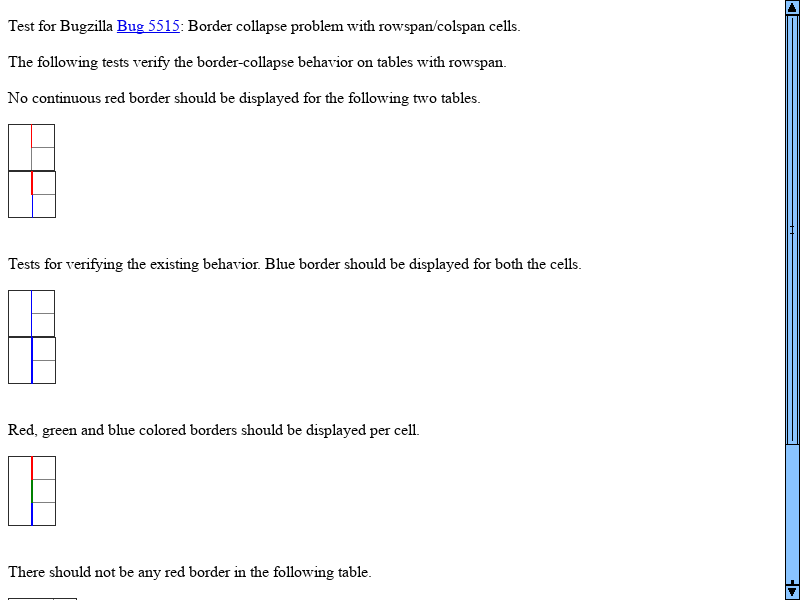 Test for Bugzilla Bug 5515: Border collapse problem with rowspan/colspan cells.
The following tests verify the border-collapse behavior on tables with rowspan.
No continuous red border should be displayed for the following two tables.
Tests for verifying the existing behavior. Blue border should be displayed for both the cells.
Red, green and blue colored borders should be displayed per cell.
There should not be any red border in the following table.